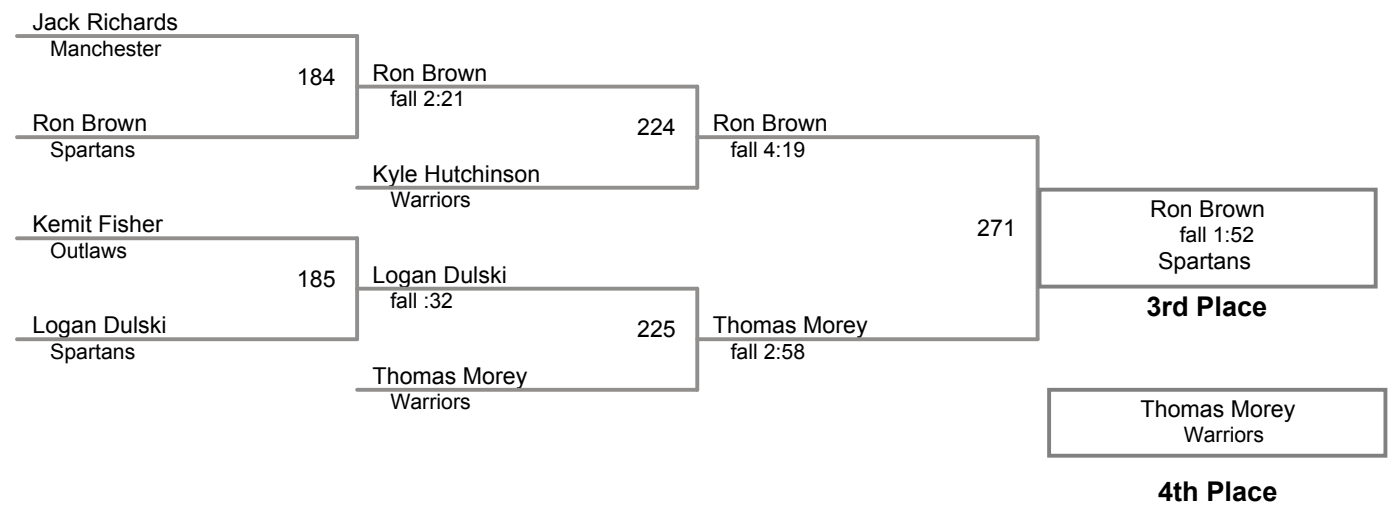 Jack Richards
Manchester
184
Ron Brown
fall 2:21
Ron Brown
Spartans
224
Ron Brown
fall 4:19
Kyle Hutchinson
Warriors
Kemit Fisher
Outlaws
271
Ron Brown
fall 1:52
Spartans
3rd Place
185
Logan Dulski
fall :32
Logan Dulski
Spartans
225
Thomas Morey
fall 2:58
Thomas Morey
Warriors
Thomas Morey
Warriors
4th Place